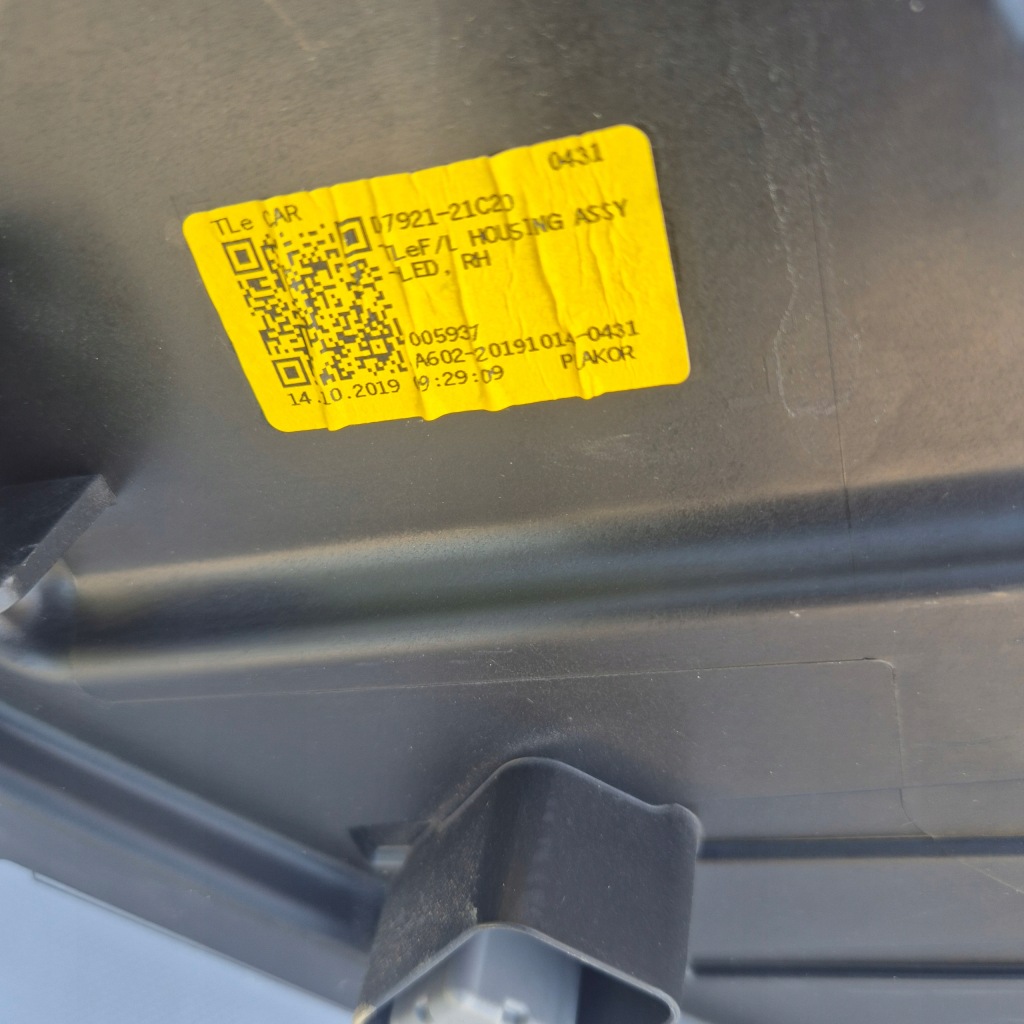 0431
TLe CAR
D7921-21C20
TLeF/L HOUSING ASSY
-LED, RH
005937
A602-20191014-0431
14.10.2019 09:29:09
PLAKOR